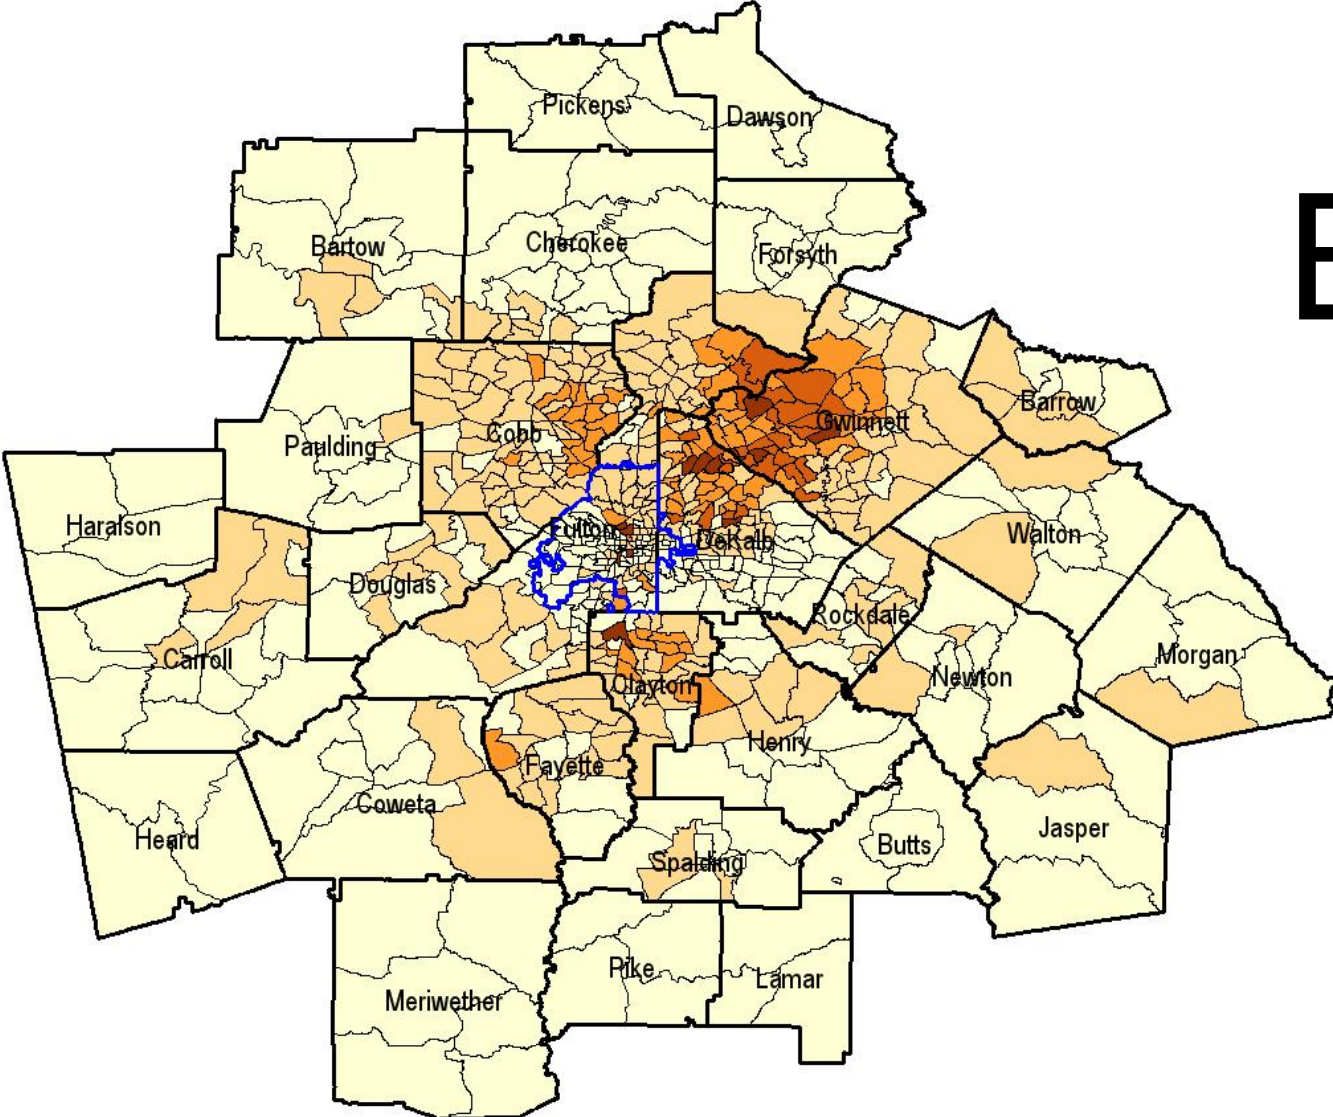 Pickens
Dawson
Bartow
Cherokee
Forsyth
Cobb
Gwinnett
Barrow
Paulding
Haralson
Fulton
DeKalb
Walton
Douglas
Rockdale
Carroll
Clayton
Newton
Morgan
Henry
Fayette
Coweta
Heard
Spalding
Butts
Jasper
Pike
Lamar
Meriwether